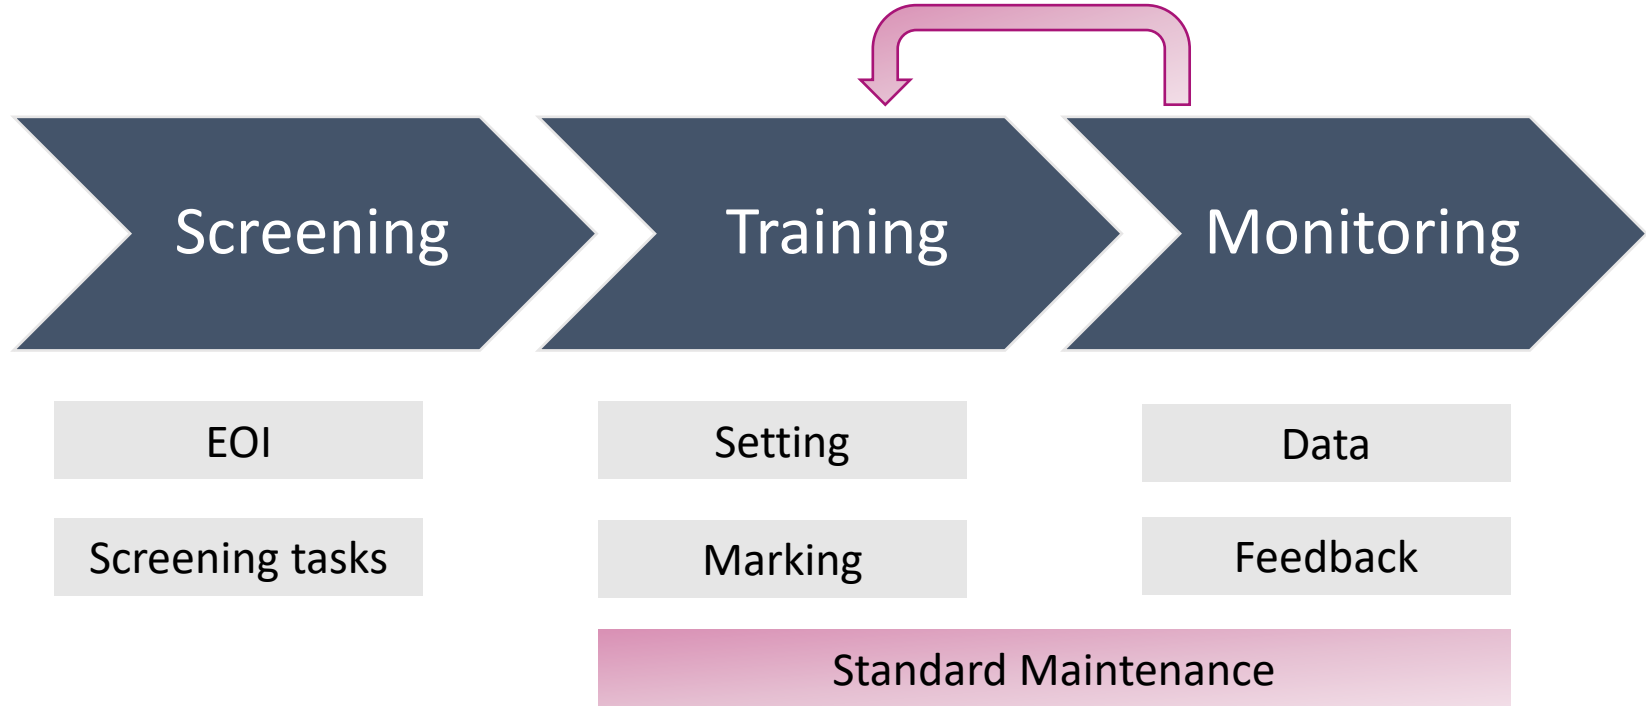 Screening
Training
Monitoring
EOI
Setting
Data
Screening tasks
Marking
Feedback
Standard Maintenance